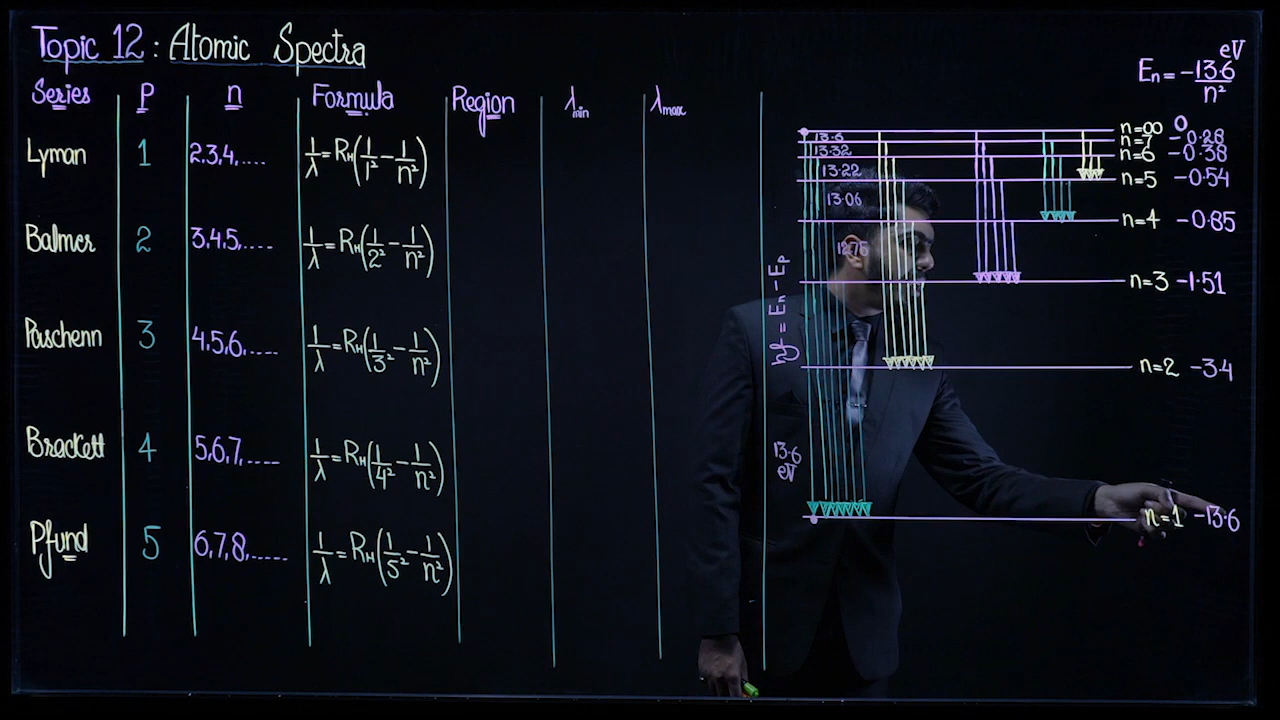 Topic 12 : Atomic Spectra
Series P n Formula Region λmin λmax
Lyman 1 2,3,4,.... 1/λ = RH(1/1² − 1/n²)
Balmer 2 3,4,5,.... 1/λ = RH(1/2² − 1/n²)
Paschenn 3 4,5,6,..... 1/λ = RH(1/3² − 1/n²)
Brackett 4 5,6,7,..... 1/λ = RH(1/4² − 1/n²)
Pfund 5 6,7,8,...... 1/λ = RH(1/5² − 1/n²)
eV
En = −13.6/n²
n=∞ 0
n=7 −0.28
n=6 −0.38
n=5 −0.54
n=4 −0.85
n=3 −1.51
n=2 −3.4
n=1 −13.6
13.6
13.32
13.22
13.06
12.75
hf = En − Ep
13.6
eV